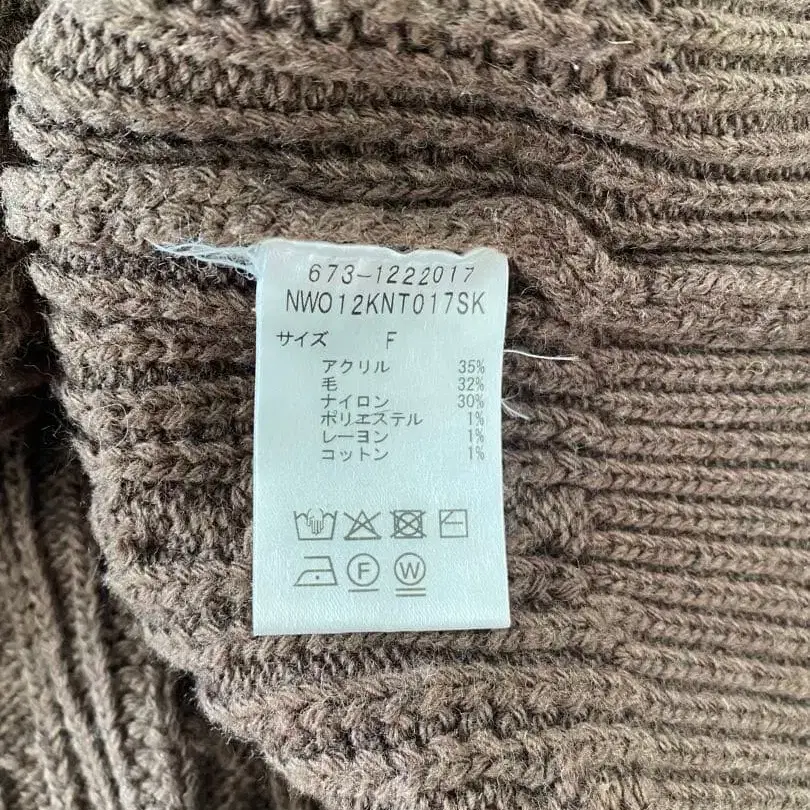 673-1222017
NWO12KNT017SK
サイズ F
アクリル 35%
毛 32%
ナイロン 30%
ポリエステル 1%
レーヨン 1%
コットン 1%
F W